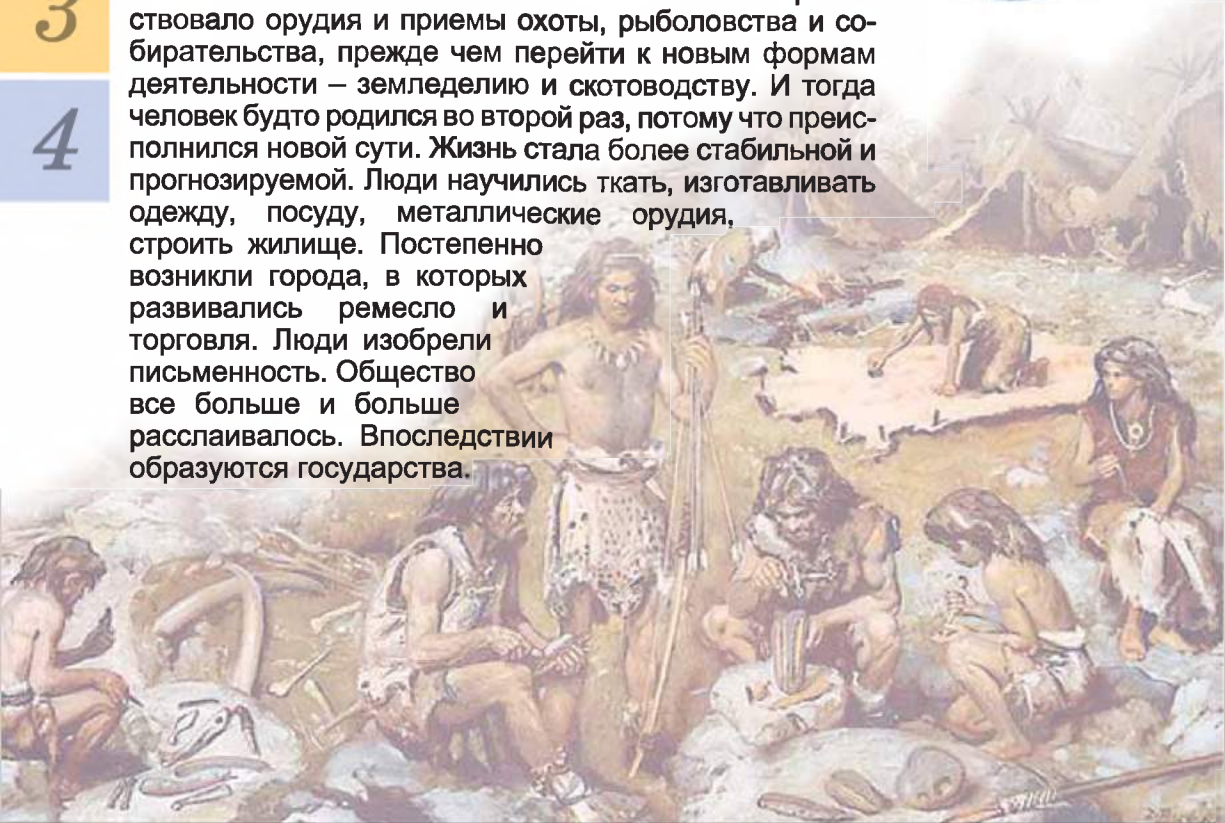 3
ствовало орудия и приемы охоты, рыболовства и со-
бирательства, прежде чем перейти к новым формам
деятельности – земледелию и скотоводству. И тогда
4
человек будто родился во второй раз, потому что преис-
полнился новой сути. Жизнь стала более стабильной и
прогнозируемой. Люди научились ткать, изготавливать
одежду, посуду, металлические орудия,
строить жилище. Постепенно
возникли города, в которых
развивались ремесло и
торговля. Люди изобрели
письменность. Общество
все больше и больше
расслаивалось. Впоследствии
образуются государства.